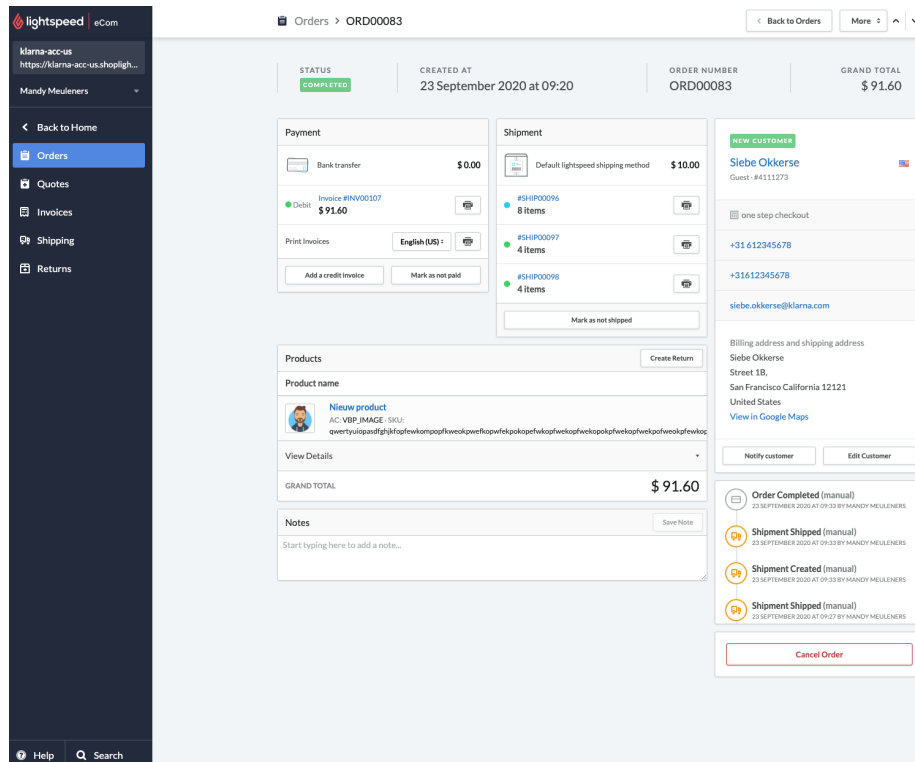 lightspeed eCom
klarna-acc-us
https://klarna-acc-us.shopligh...
Mandy Meuleners
Back to Home
Orders
Quotes
Invoices
Shipping
Returns
Help
Search
Orders > ORD00083
Back to Orders
More
STATUS
COMPLETED
CREATED AT
23 September 2020 at 09:20
ORDER NUMBER
ORD00083
GRAND TOTAL
$ 91.60
Payment
Bank transfer $ 0.00
Debit
Invoice #INV00107
$ 91.60
Print Invoices English (US)
Add a credit invoice
Mark as not paid
Shipment
Default lightspeed shipping method $ 10.00
#SHIP00096
8 items
#SHIP00097
4 items
#SHIP00098
4 items
Mark as not shipped
Products
Create Return
Product name
Nieuw product
AC: VBP_IMAGE - SKU:
View Details
GRAND TOTAL $ 91.60
Notes
Save Note
Start typing here to add a note...
NEW CUSTOMER
Siebe Okkerse
Guest - #4111273
one step checkout
+31 612345678
+31612345678
siebe.okkerse@klarna.com
Billing address and shipping address
Siebe Okkerse
Street 1B,
San Francisco California 12121
United States
View in Google Maps
Notify customer
Edit Customer
Order Completed (manual)
23 SEPTEMBER 2020 AT 09:33 BY MANDY MEULENERS
Shipment Shipped (manual)
23 SEPTEMBER 2020 AT 09:33 BY MANDY MEULENERS
Shipment Created (manual)
23 SEPTEMBER 2020 AT 09:33 BY MANDY MEULENERS
Shipment Shipped (manual)
23 SEPTEMBER 2020 AT 09:27 BY MANDY MEULENERS
Cancel Order